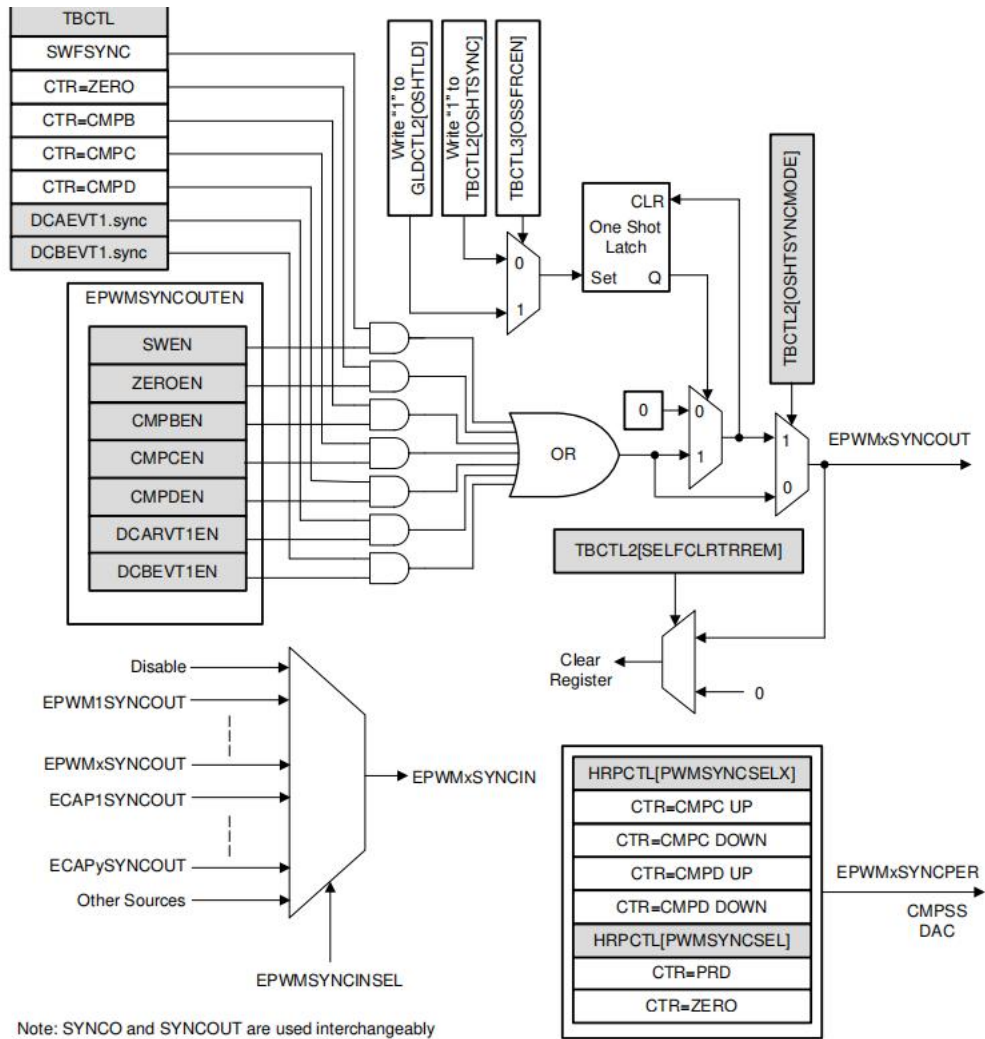 TBCTL
SWFSYNC
CTR=ZERO
CTR=CMPB
CTR=CMPC
CTR=CMPD
DCAEVT1.sync
DCBEVT1.sync
EPWMSYNCOUTEN
SWEN
ZEROEN
CMPBEN
CMPCEN
CMPDEN
DCARVT1EN
DCBEVT1EN
Write "1" to
GLDCTL2[OSHTLD]
Write "1" to
TBCTL2[OSHTSYNC]
TBCTL3[OSSFRCEN]
0
1
CLR
One Shot
Latch
Set Q
TBCTL2[OSHTSYNCMODE]
OR
0
0
1
1
0
EPWMxSYNCOUT
TBCTL2[SELFCLRTRREM]
Clear
Register
0
Disable
EPWM1SYNCOUT
EPWMxSYNCOUT
ECAP1SYNCOUT
ECAPySYNCOUT
Other Sources
EPWMxSYNCIN
EPWMSYNCINSEL
HRPCTL[PWMSYNCSELX]
CTR=CMPC UP
CTR=CMPC DOWN
CTR=CMPD UP
CTR=CMPD DOWN
HRPCTL[PWMSYNCSEL]
CTR=PRD
CTR=ZERO
EPWMxSYNCPER
CMPSS
DAC
Note: SYNCO and SYNCOUT are used interchangeably